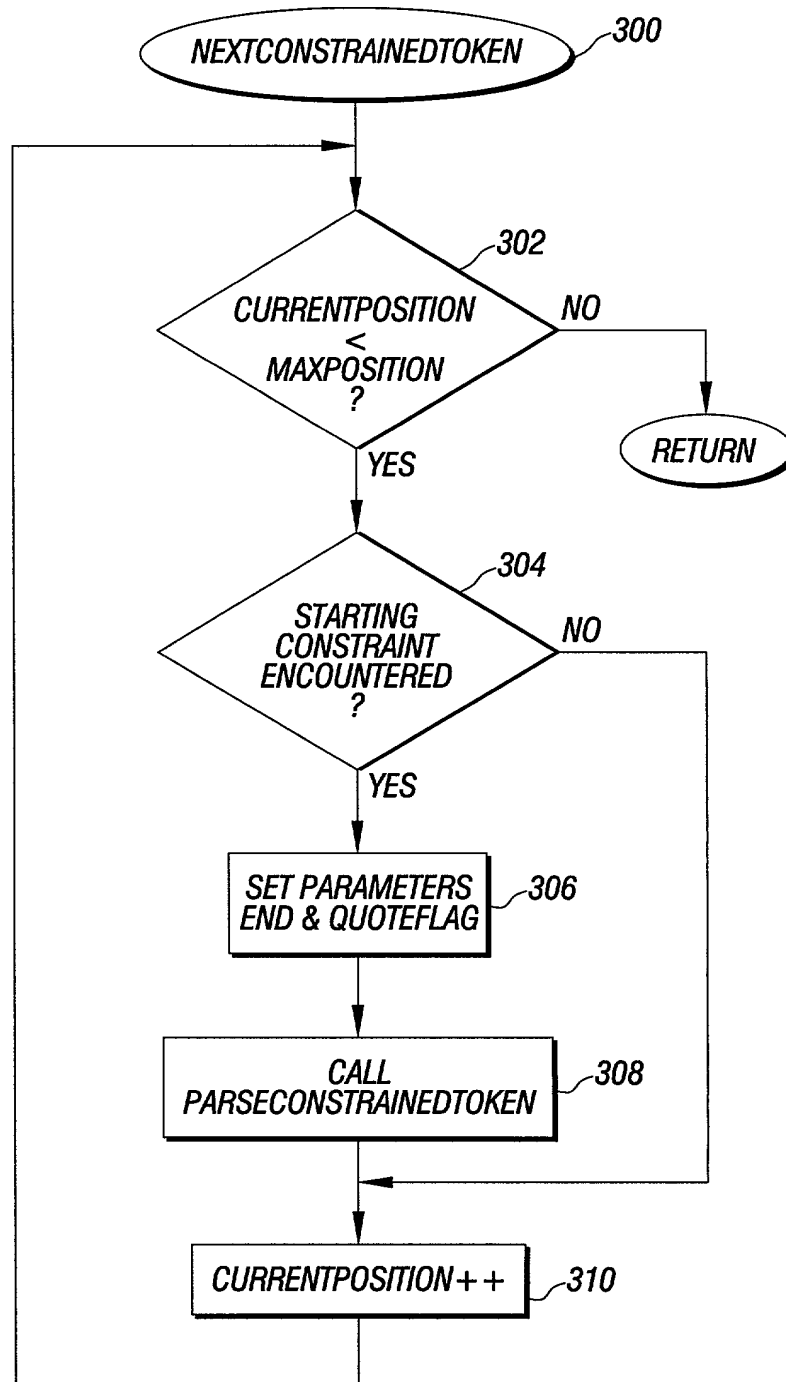 NEXTCONSTRAINEDTOKEN
300
302
CURRENTPOSITION
<
MAXPOSITION
?
NO
RETURN
YES
304
STARTING
CONSTRAINT
ENCOUNTERED
?
NO
YES
SET PARAMETERS
END & QUOTEFLAG
306
CALL
PARSECONSTRAINEDTOKEN
308
CURRENTPOSITION++
310